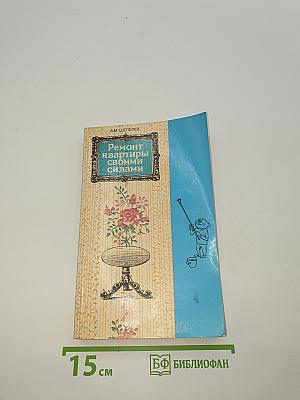 А.М. ШЕПЕЛЕВ
Ремонт
квартиры
своими
силами
15 см
БФ БИБЛИОФАН